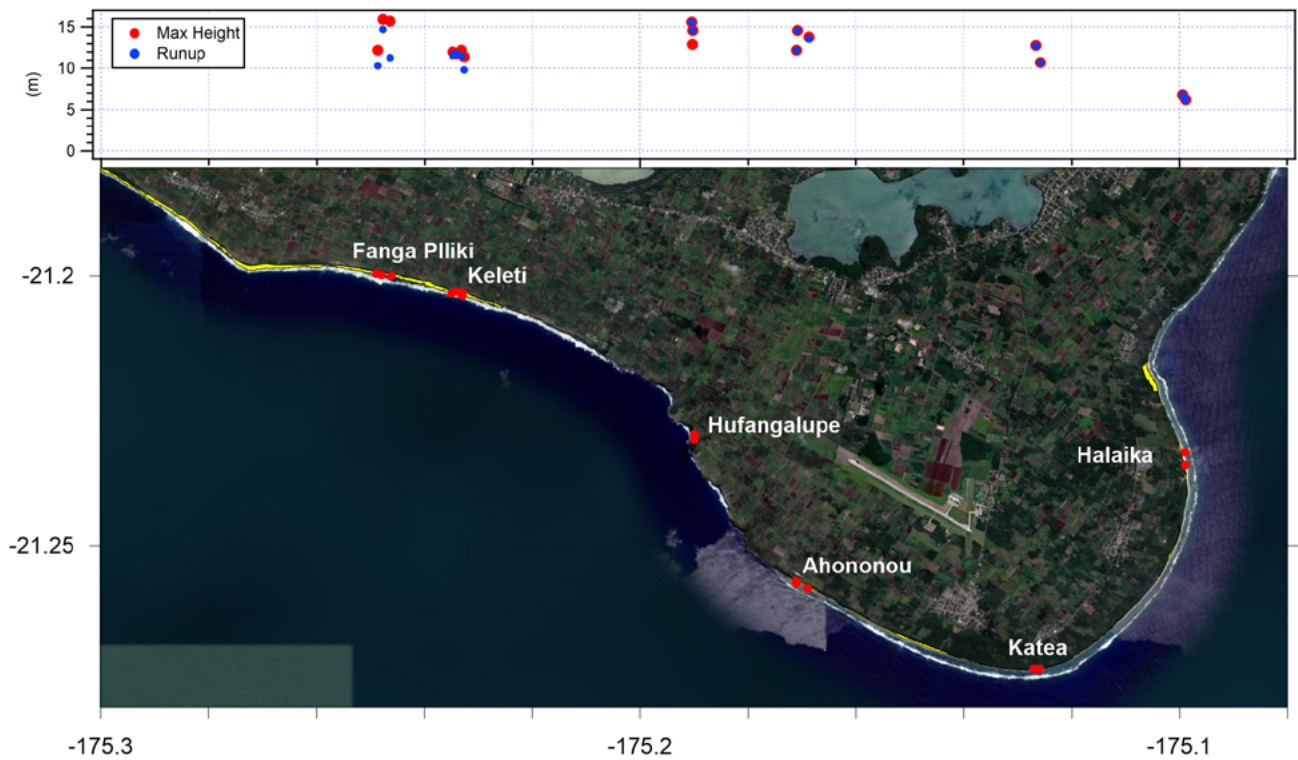 Max Height
Runup
(m)
15
10
5
0
Fanga Plliki
Keleti
-21.2
Hufangalupe
Halaika
-21.25
Ahononou
Katea
-175.3
-175.2
-175.1